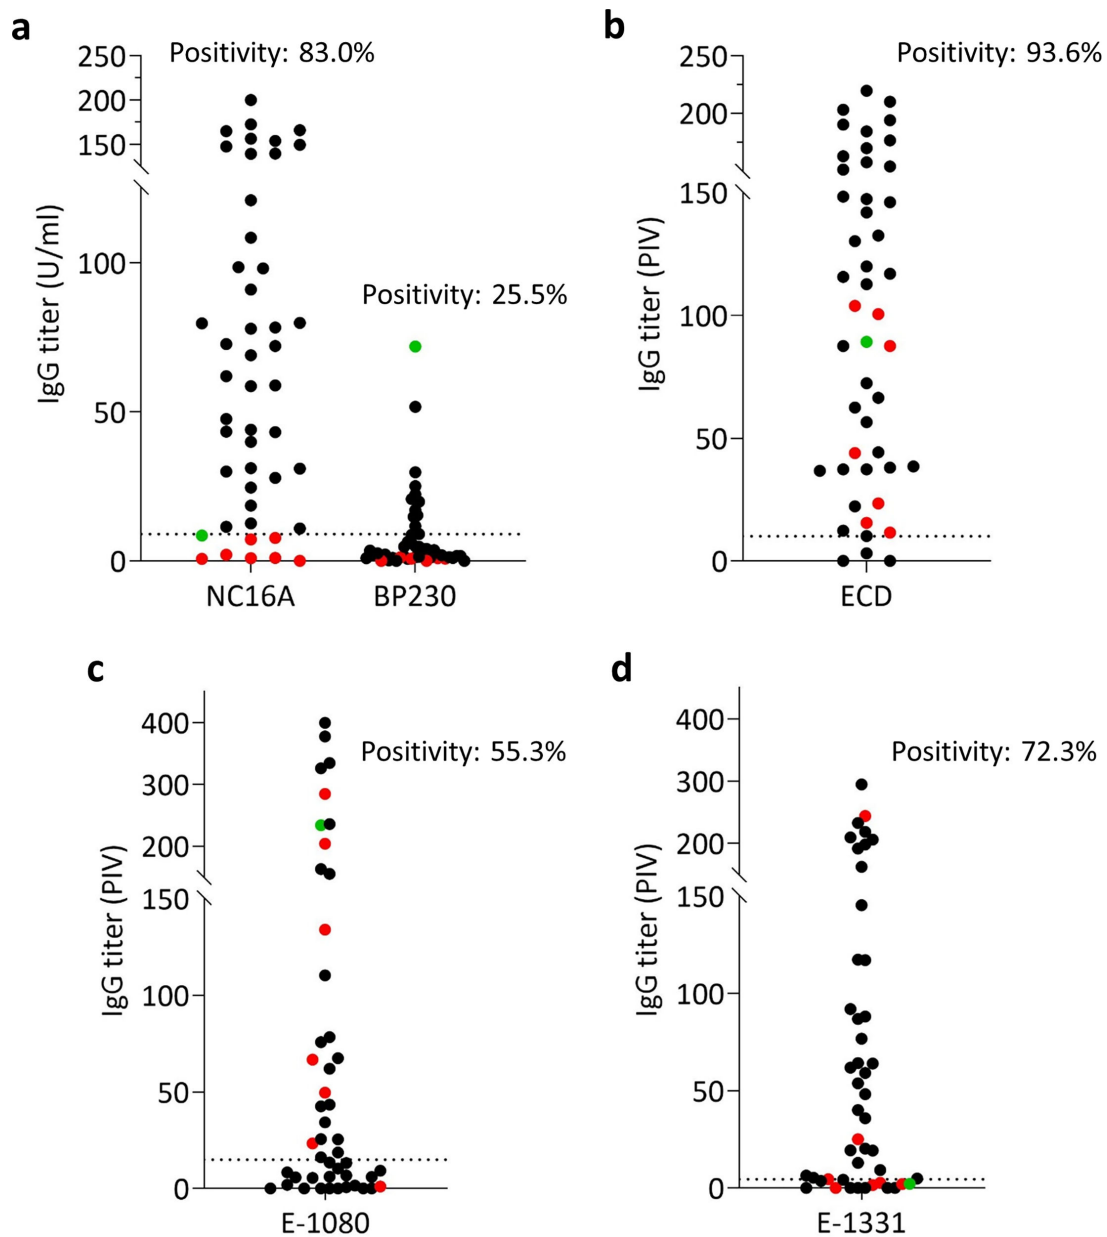 a
Positivity: 83.0%
250
200
150
100
50
0
IgG titer (U/ml)
Positivity: 25.5%
NC16A
BP230
b
Positivity: 93.6%
250
200
150
100
50
0
IgG titer (PIV)
ECD
c
Positivity: 55.3%
400
300
200
150
100
50
0
IgG titer (PIV)
E-1080
d
Positivity: 72.3%
400
300
200
150
100
50
0
IgG titer (PIV)
E-1331